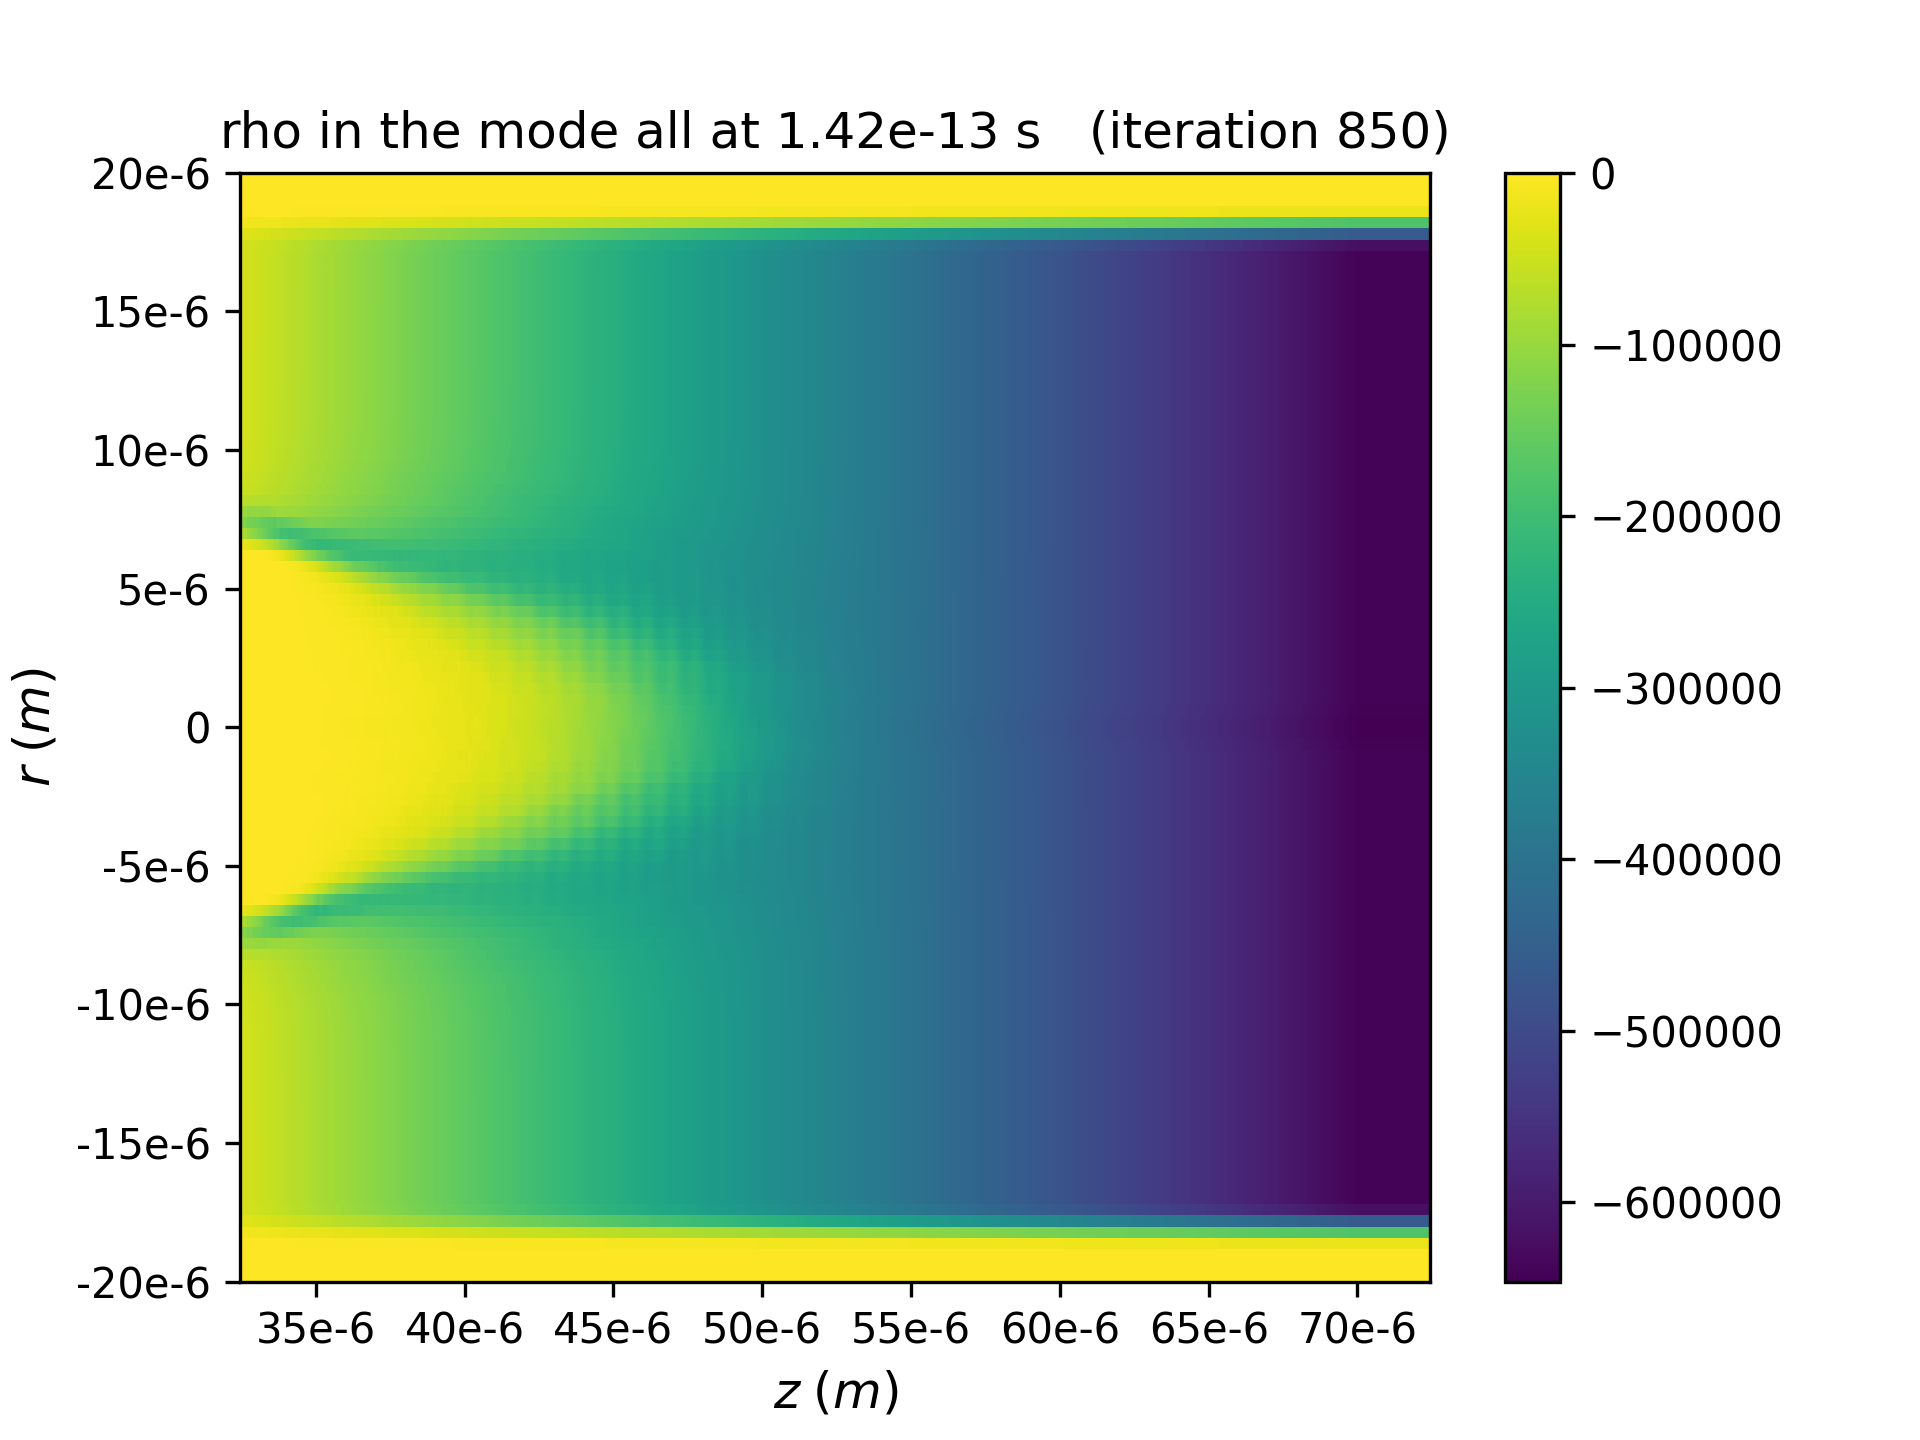 rho in the mode all at 1.42e-13 s   (iteration 850)
20e-6
15e-6
10e-6
5e-6
0
-5e-6
-10e-6
-15e-6
-20e-6
r (m)
35e-6 40e-6 45e-6 50e-6 55e-6 60e-6 65e-6 70e-6
z (m)
0
−100000
−200000
−300000
−400000
−500000
−600000